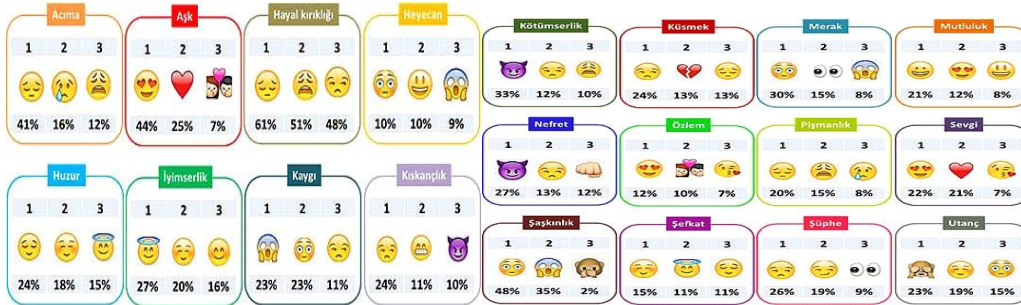 Acıma
1 2 3
41% 16% 12%
Aşk
1 2 3
44% 25% 7%
Hayal kırıklığı
1 2 3
61% 51% 48%
Heyecan
1 2 3
10% 10% 9%
Huzur
1 2 3
24% 18% 15%
İyimserlik
1 2 3
27% 20% 16%
Kaygı
1 2 3
23% 23% 11%
Kıskançlık
1 2 3
24% 11% 10%
Kötümserlik
1 2 3
33% 12% 10%
Küsmek
1 2 3
24% 13% 13%
Merak
1 2 3
30% 15% 8%
Mutluluk
1 2 3
21% 12% 8%
Nefret
1 2 3
27% 13% 12%
Özlem
1 2 3
12% 10% 7%
Pişmanlık
1 2 3
20% 15% 8%
Sevgi
1 2 3
22% 21% 7%
Şaşkınlık
1 2 3
48% 35% 2%
Şefkat
1 2 3
15% 11% 11%
Şüphe
1 2 3
26% 19% 9%
Utanç
1 2 3
23% 19% 15%